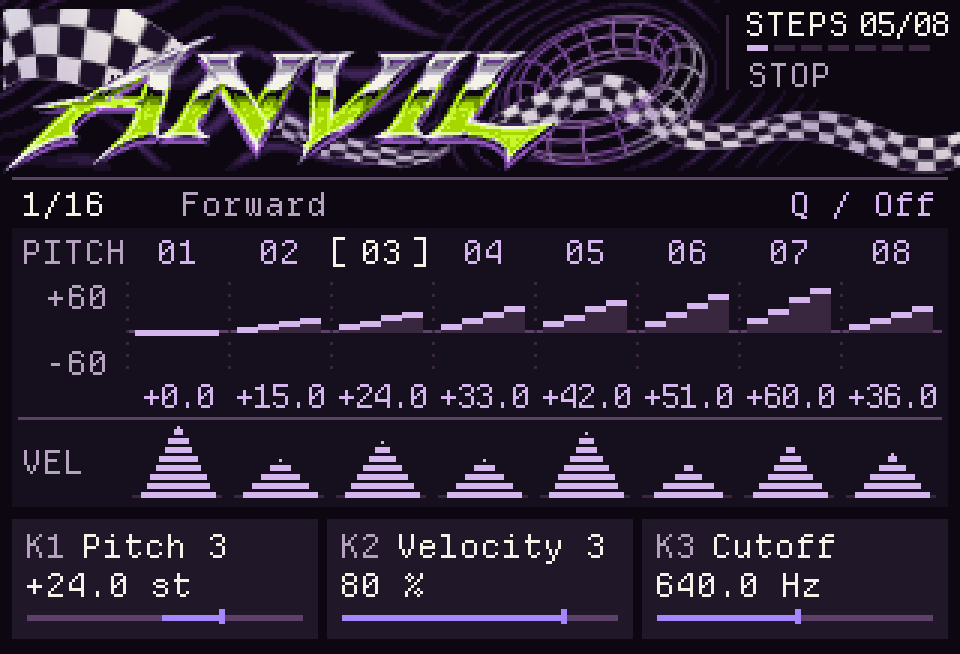 ANVIL
STEPS 05/08
STOP
1/16 Forward Q / Off
PITCH 01 02 [03] 04 05 06 07 08
+60
-60
+0.0 +15.0 +24.0 +33.0 +42.0 +51.0 +60.0 +36.0
VEL
K1 Pitch 3 K2 Velocity 3 K3 Cutoff
+24.0 st 80 % 640.0 Hz